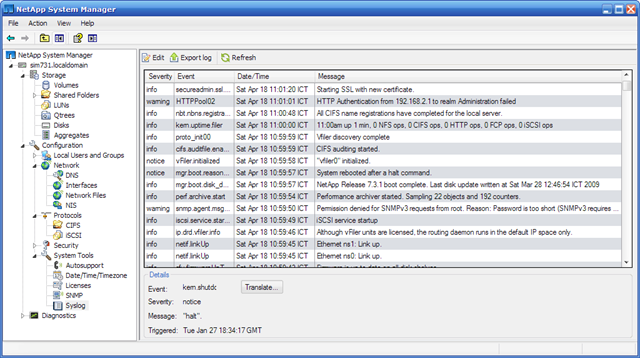 NetApp System Manager
File Action View Help
NetApp System Manager
sim731.localdomain
Storage
Volumes
Shared Folders
LUNs
Qtrees
Disks
Aggregates
Configuration
Local Users and Groups
Network
DNS
Interfaces
Network Files
NIS
Protocols
CIFS
iSCSI
Security
System Tools
Autosupport
Date/Time/Timezone
Licenses
SNMP
Syslog
Diagnostics
Edit Export log Refresh
Severity Event Date/Time Message
info secureadmin.ssl.... Sat Apr 18 11:01:20 ICT Starting SSL with new certificate.
warning HTTPPool02 Sat Apr 18 11:01:01 ICT HTTP Authentication from 192.168.2.1 to realm Administration failed
info nbt.nbns.registra... Sat Apr 18 11:00:48 ICT All CIFS name registrations have completed for the local server.
info kern.uptime.filer Sat Apr 18 11:00:00 ICT 11:00am up 1 min, 0 NFS ops, 0 CIFS ops, 0 HTTP ops, 0 FCP ops, 0 iSCSI ops
info proto_init00 Sat Apr 18 10:59:59 ICT Vfiler discovery complete
info cifs.auditfile.ena... Sat Apr 18 10:59:59 ICT CIFS auditing started.
notice vFiler.initialized Sat Apr 18 10:59:58 ICT "vfiler0" initialized.
notice mgr.boot.reason... Sat Apr 18 10:59:57 ICT System rebooted after a halt command.
info mgr.boot.disk_d... Sat Apr 18 10:59:57 ICT NetApp Release 7.3.1 boot complete. Last disk update written at Sat Mar 28 12:46:54 ICT 2009
info perf.archive.start Sat Apr 18 10:59:57 ICT Performance archiver started. Sampling 22 objects and 192 counters.
warning snmp.agent.msg... Sat Apr 18 10:59:50 ICT Permission denied for SNMPv3 requests from root. Reason: Password is too short (SNMPv3 requires ...
info iscsi.service.star... Sat Apr 18 10:59:49 ICT iSCSI service startup
info ip.drd.vfiler.info Sat Apr 18 10:59:46 ICT Although vFiler units are licensed, the routing daemon runs in the default IP space only.
info netif.linkUp Sat Apr 18 10:59:45 ICT Ethernet ns1: Link up.
info netif.linkUp Sat Apr 18 10:59:45 ICT Ethernet ns0: Link up.
Details
Event: kern.shutdc Translate...
Severity: notice
Message: "halt".
Triggered: Tue Jan 27 18:34:17 GMT